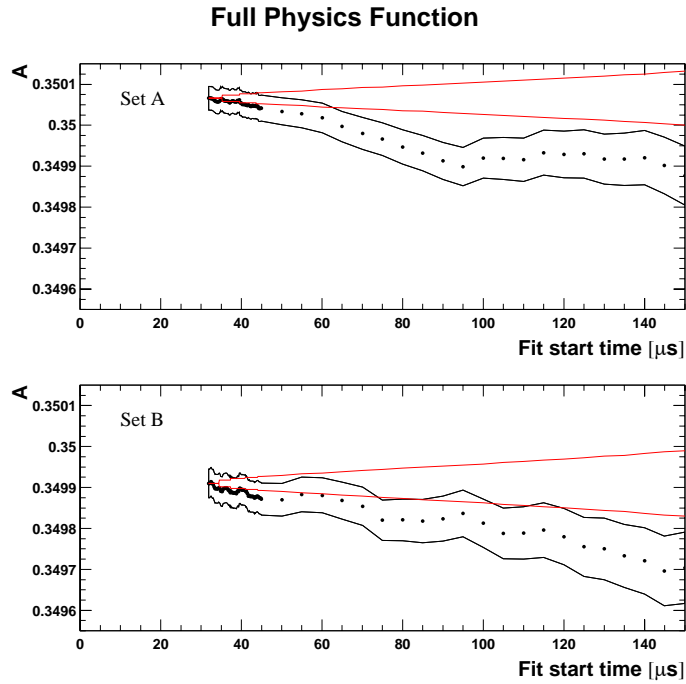 Full Physics Function
A
0.3501
0.35
0.3499
0.3498
0.3497
0.3496
Set A
0 20 40 60 80 100 120 140
Fit start time [μs]
A
0.3501
0.35
0.3499
0.3498
0.3497
0.3496
Set B
0 20 40 60 80 100 120 140
Fit start time [μs]